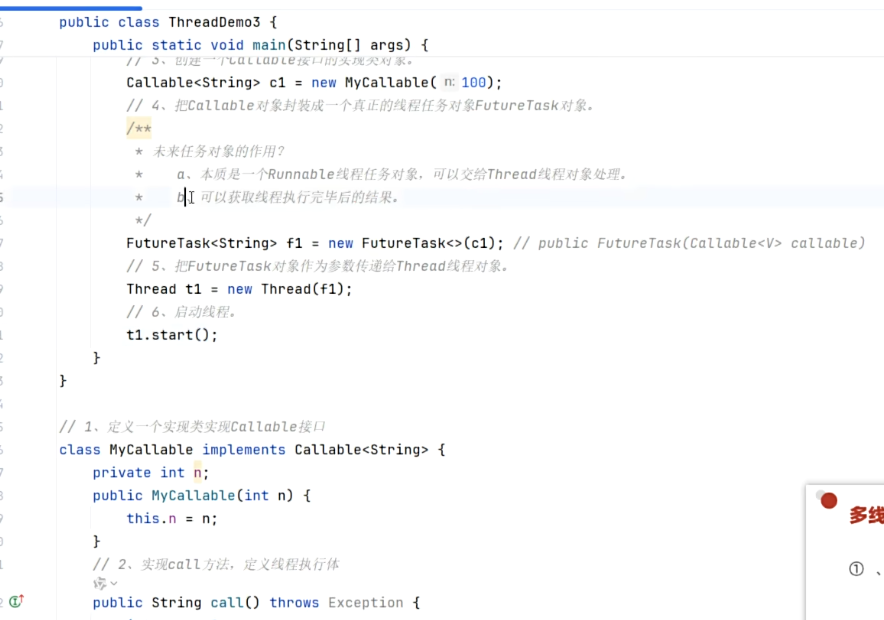 public class ThreadDemo3 {
public static void main(String[] args) {
// 3、创建一个Callable接口的实现类对象。
Callable<String> c1 = new MyCallable( n: 100);
// 4、把Callable对象封装成一个真正的线程任务对象FutureTask对象。
/**
* 未来任务对象的作用？
* a、本质是一个Runnable线程任务对象，可以交给Thread线程对象处理。
* b、可以获取线程执行完毕后的结果。
*/
FutureTask<String> f1 = new FutureTask<>(c1); // public FutureTask(Callable<V> callable)
// 5、把FutureTask对象作为参数传递给Thread线程对象。
Thread t1 = new Thread(f1);
// 6、启动线程。
t1.start();
}
}
// 1、定义一个实现类实现Callable接口
class MyCallable implements Callable<String> {
private int n;
public MyCallable(int n) {
this.n = n;
}
// 2、实现call方法，定义线程执行体
public String call() throws Exception {
多线
① 、